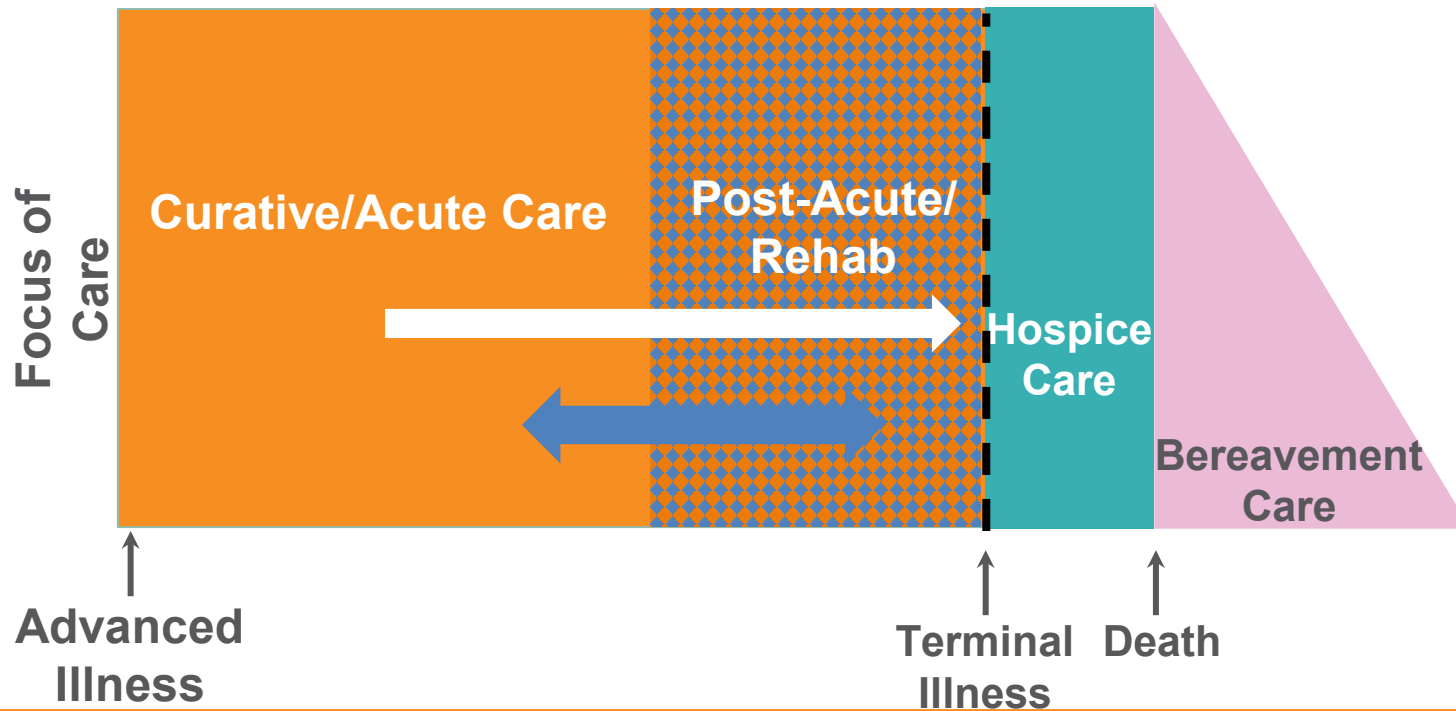 Focus of
Care
Curative/Acute Care
Post-Acute/
Rehab
Hospice
Care
Bereavement
Care
Advanced
Illness
Terminal
Illness
Death